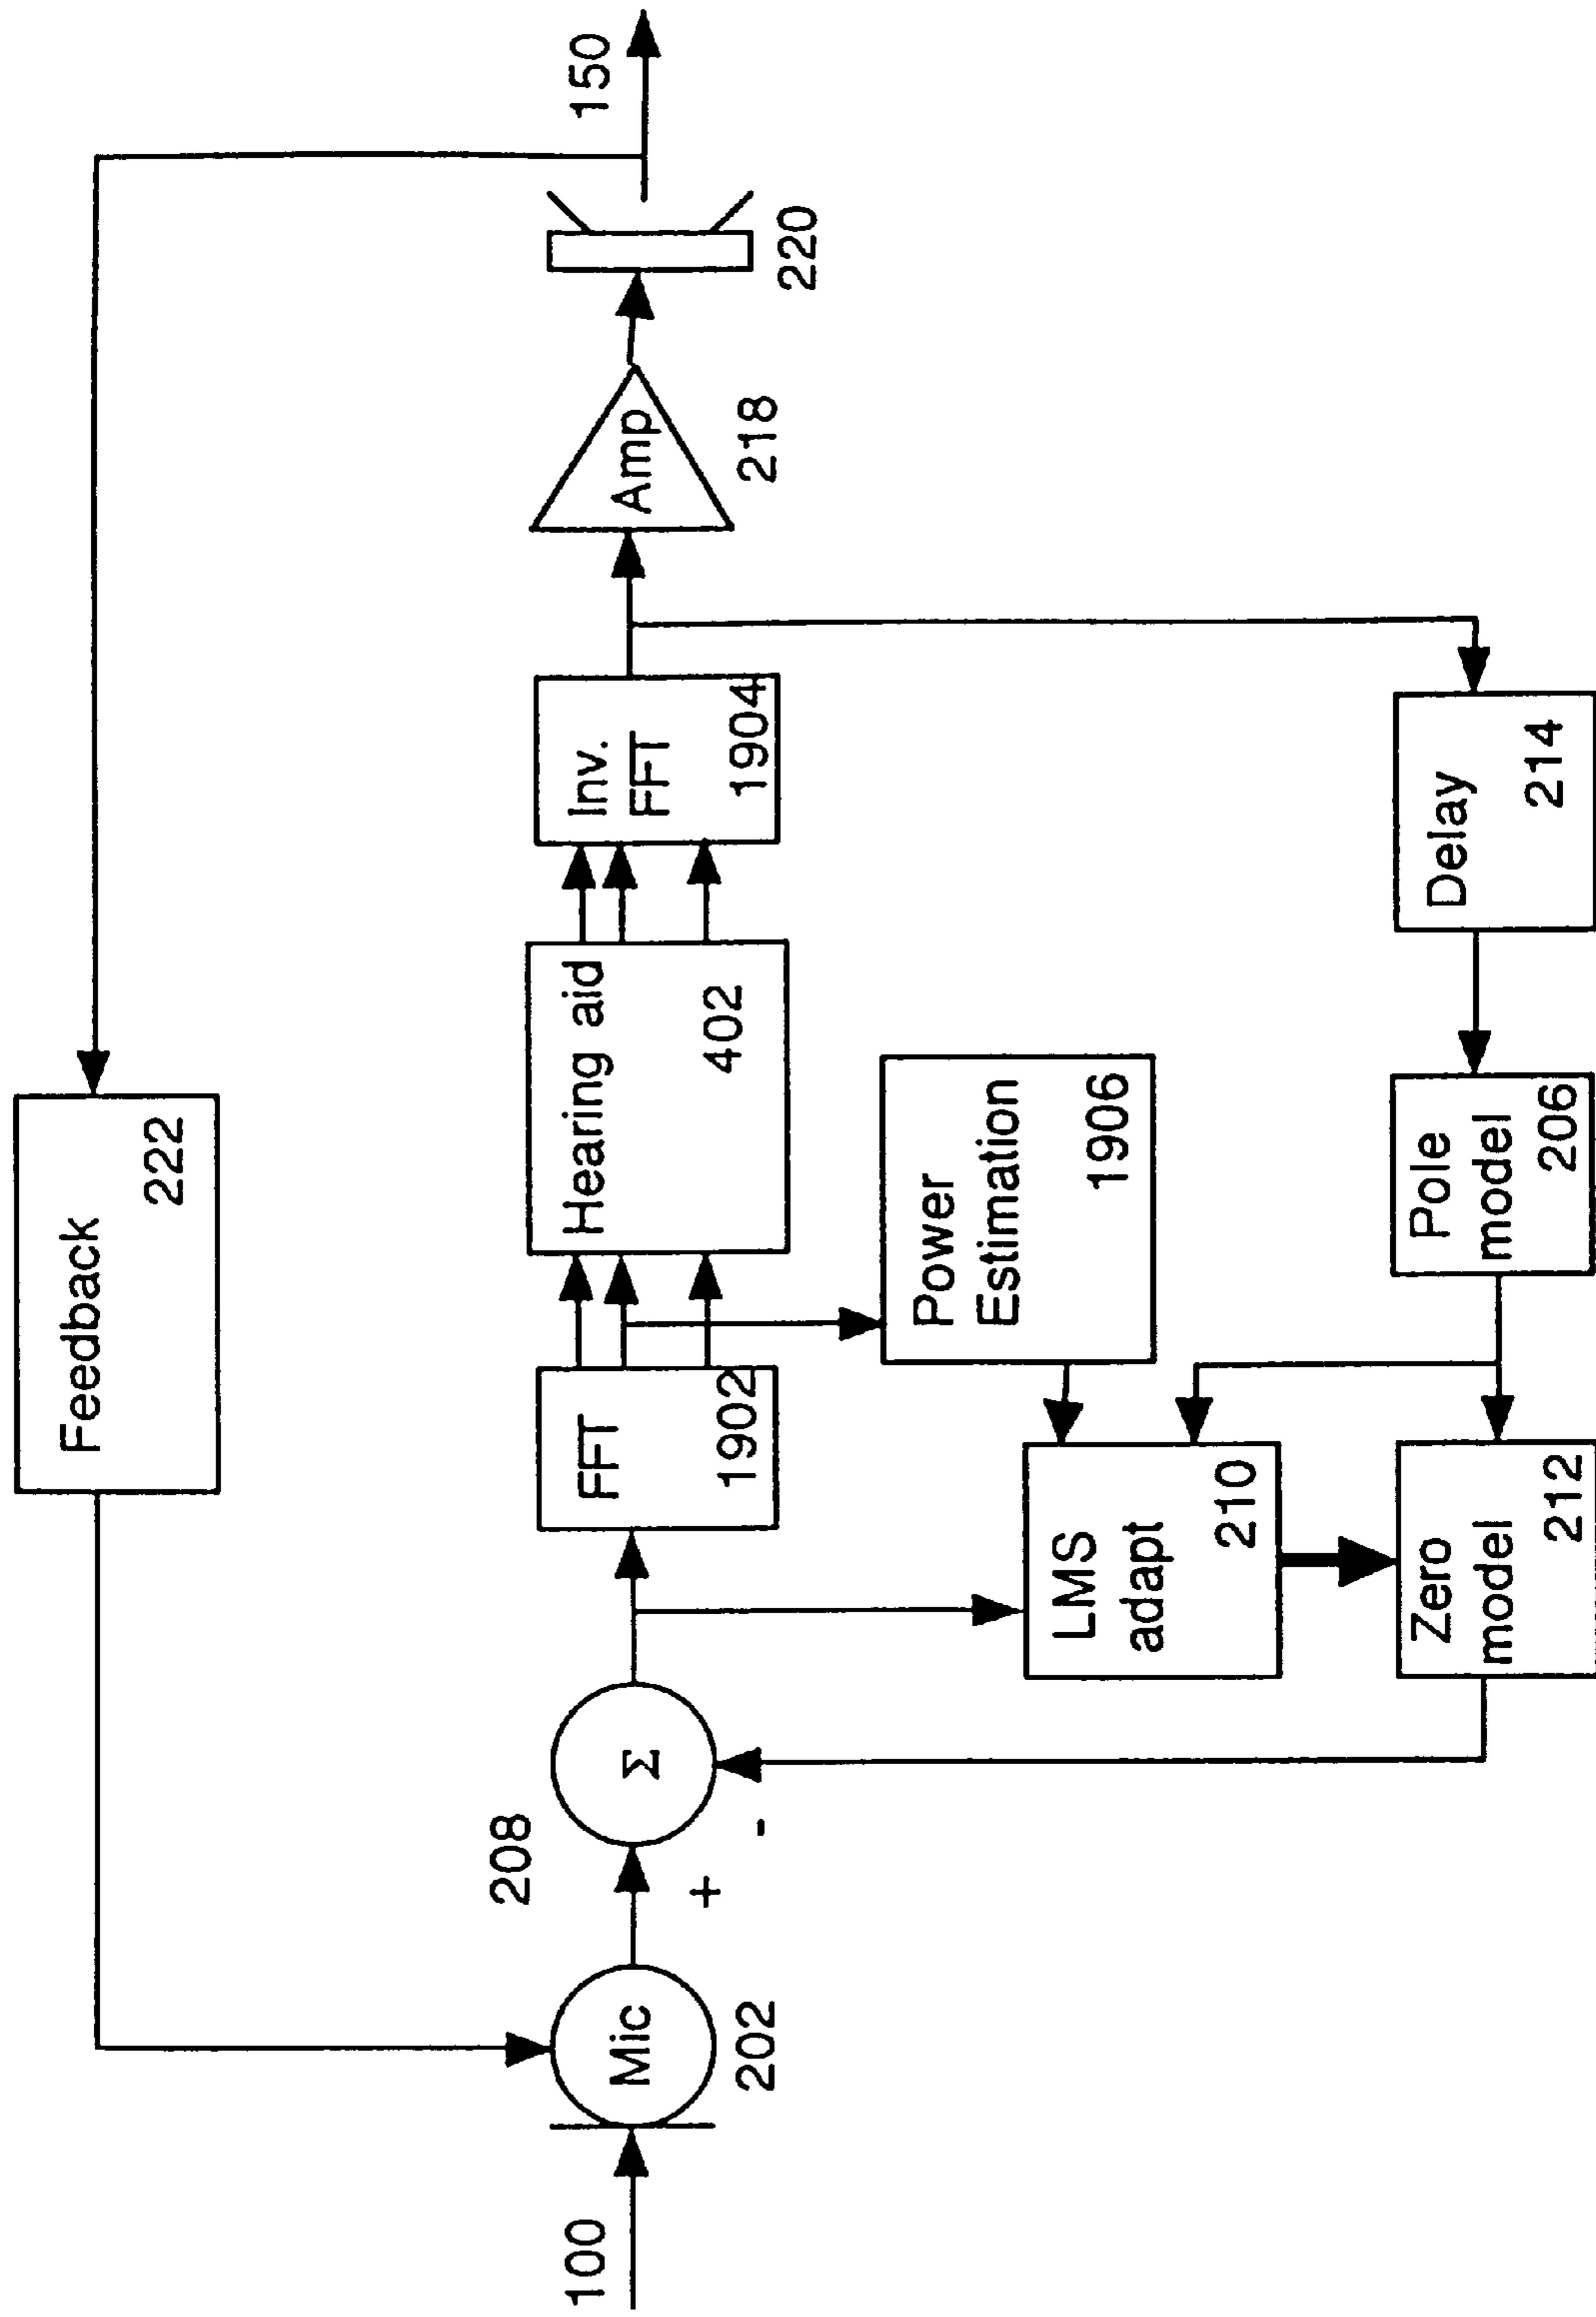 Feedback
222
100
Mic
202
208
+
-
Σ
FFT
1902
Hearing aid
402
Inv.
FFT
1904
Amp
218
220
150
Power
Estimation
1906
LMS
adapt
210
Zero
model
212
Pole
model
206
Delay
214